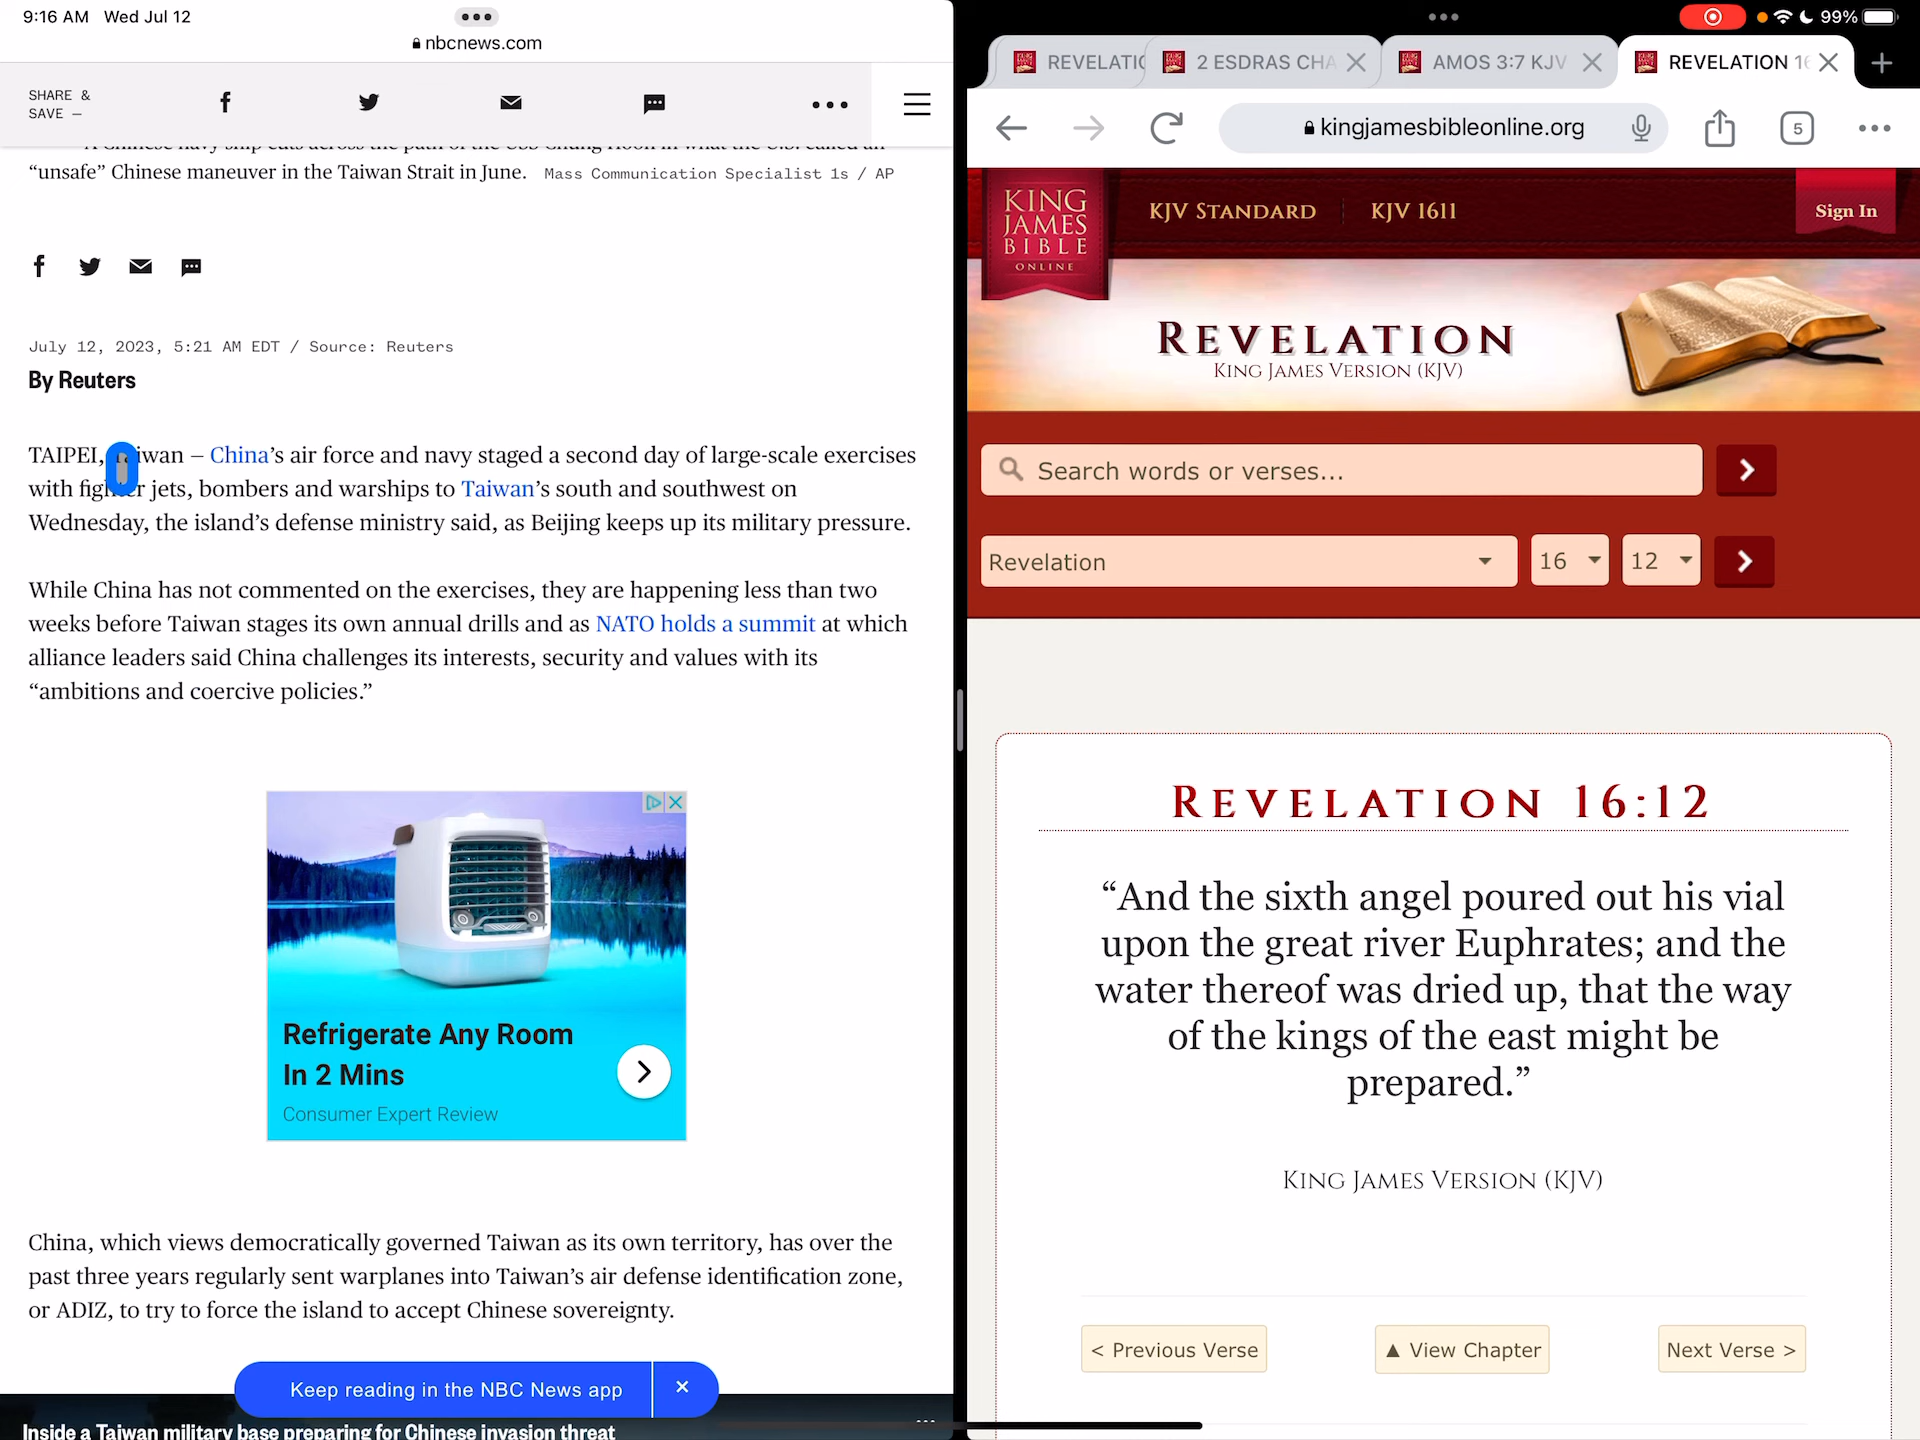 9:16 AM Wed Jul 12
nbcnews.com
SHARE &
SAVE —
“unsafe” Chinese maneuver in the Taiwan Strait in June. Mass Communication Specialist 1s / AP
July 12, 2023, 5:21 AM EDT / Source: Reuters
By Reuters
TAIPEI, Taiwan — China’s air force and navy staged a second day of large-scale exercises
with fighter jets, bombers and warships to Taiwan’s south and southwest on
Wednesday, the island’s defense ministry said, as Beijing keeps up its military pressure.
While China has not commented on the exercises, they are happening less than two
weeks before Taiwan stages its own annual drills and as NATO holds a summit at which
alliance leaders said China challenges its interests, security and values with its
“ambitions and coercive policies.”
Refrigerate Any Room
In 2 Mins
Consumer Expert Review
China, which views democratically governed Taiwan as its own territory, has over the
past three years regularly sent warplanes into Taiwan’s air defense identification zone,
or ADIZ, to try to force the island to accept Chinese sovereignty.
Keep reading in the NBC News app
Inside a Taiwan military base preparing for Chinese invasion threat
99%
REVELATIO 2 ESDRAS CHA AMOS 3:7 KJV REVELATION 16
kingjamesbibleonline.org
5
KING
JAMES
BIBLE
ONLINE
KJV STANDARD KJV 1611
Sign In
REVELATION
KING JAMES VERSION (KJV)
Search words or verses...
Revelation 16 12
REVELATION 16:12
“And the sixth angel poured out his vial
upon the great river Euphrates; and the
water thereof was dried up, that the way
of the kings of the east might be
prepared.”
KING JAMES VERSION (KJV)
< Previous Verse ▲ View Chapter Next Verse >